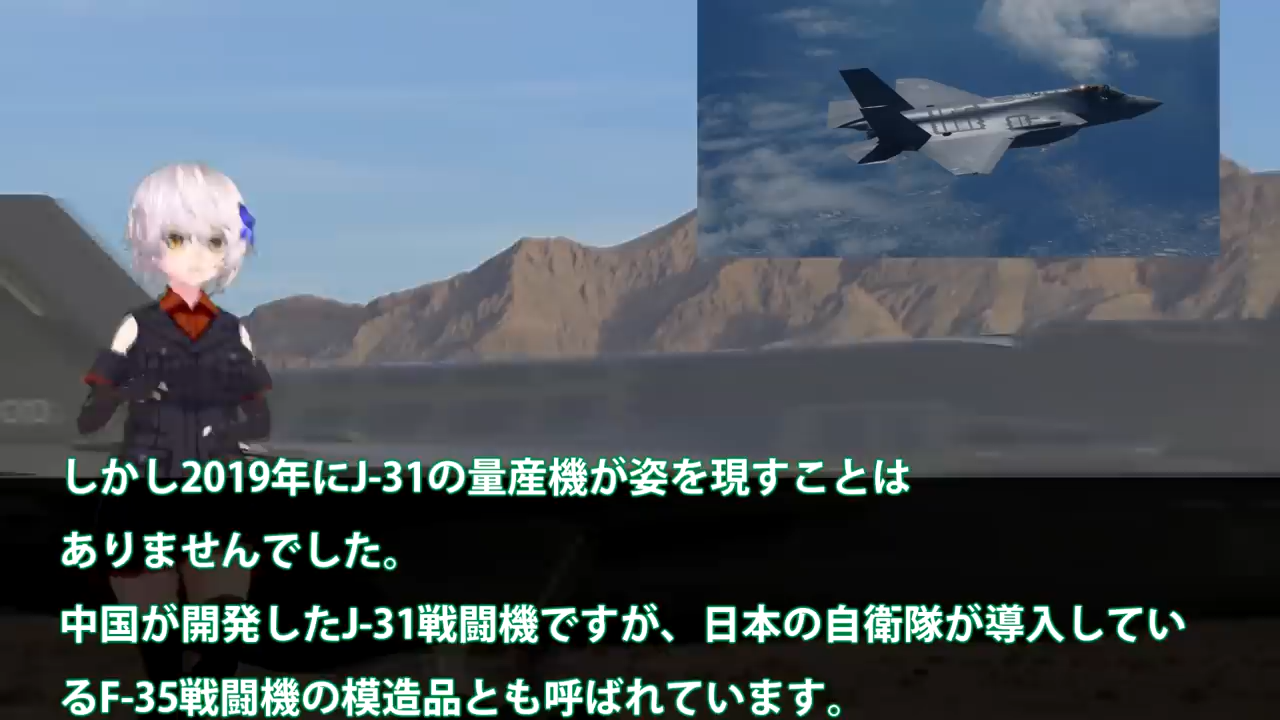 しかし2019年にJ-31の量産機が姿を現すことは
ありませんでした。
中国が開発したJ-31戦闘機ですが、日本の自衛隊が導入してい
るF-35戦闘機の模造品とも呼ばれています。